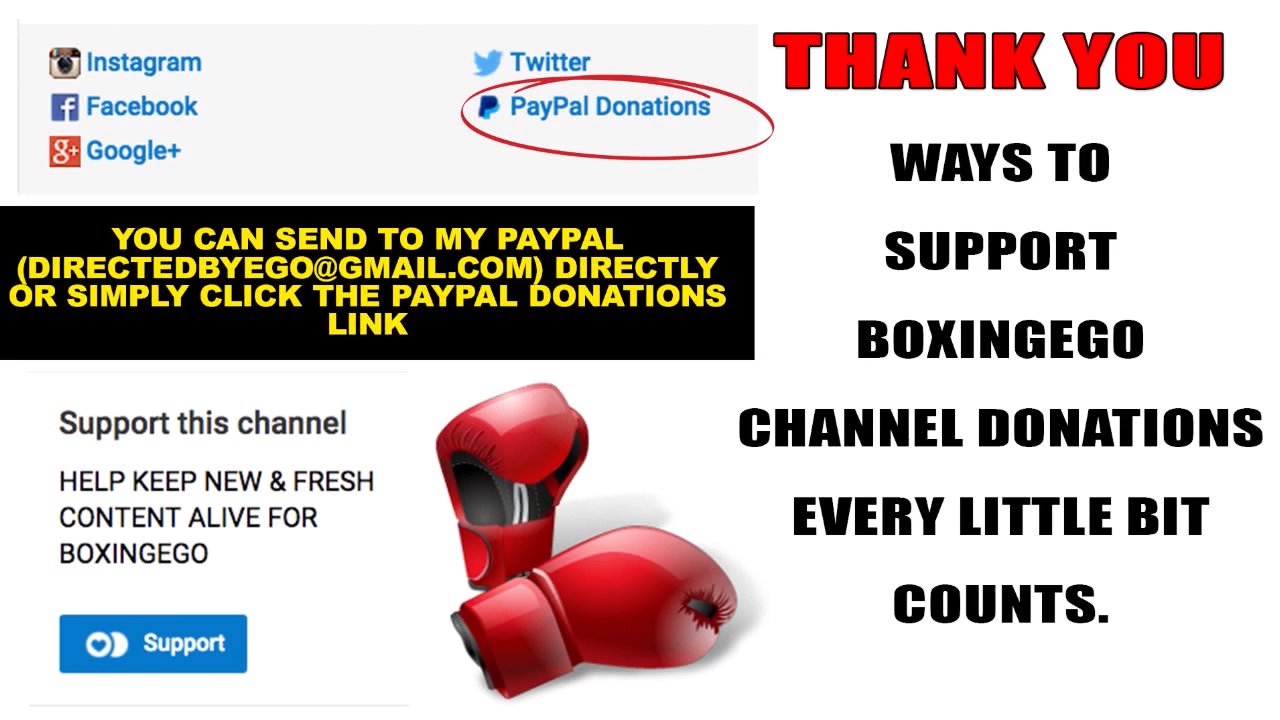 Instagram
Twitter
Facebook
PayPal Donations
Google+
YOU CAN SEND TO MY PAYPAL
(DIRECTEDBYEGO@GMAIL.COM) DIRECTLY
OR SIMPLY CLICK THE PAYPAL DONATIONS
LINK
Support this channel
HELP KEEP NEW & FRESH
CONTENT ALIVE FOR
BOXINGEGO
Support
THANK YOU
WAYS TO
SUPPORT
BOXINGEGO
CHANNEL DONATIONS
EVERY LITTLE BIT
COUNTS.